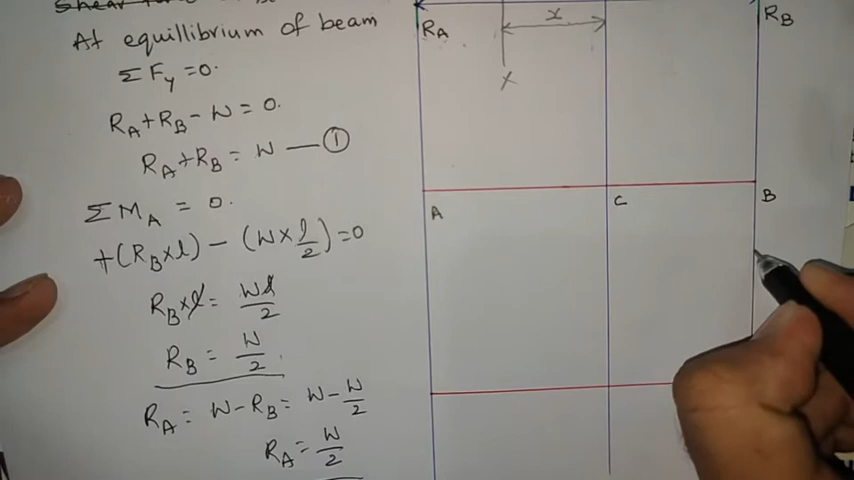 At equillibrium of beam
ΣFy = 0.
RA + RB - W = 0.
RA + RB = W — ①
ΣMA = 0.
+(RB × l) - (W × l/2) = 0
RB × l = Wl/2
RB = W/2
RA = W - RB = W - W/2
RA = W/2
RA
x
RB
X
A
C
B